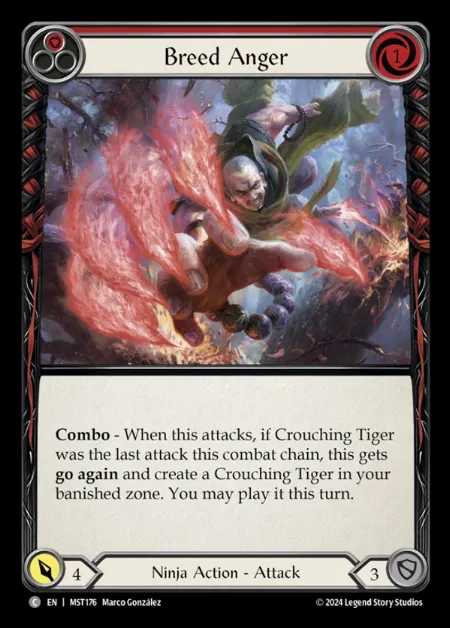 Breed Anger
1
Combo - When this attacks, if Crouching Tiger
was the last attack this combat chain, this gets
go again and create a Crouching Tiger in your
banished zone. You may play it this turn.
4
Ninja Action - Attack
3
C EN | MST176 Marco González
© 2024 Legend Story Studios